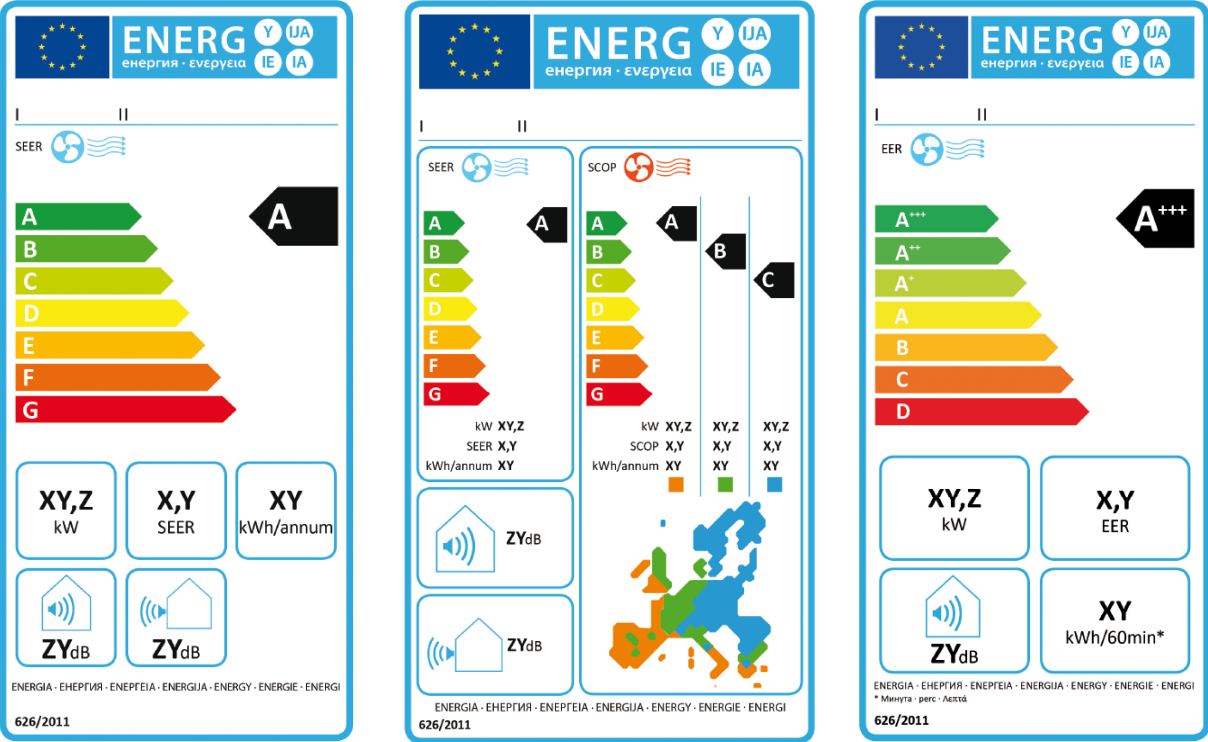 ENERG Y IJA
енергия · ενεργεια IE IA
I II
SEER
A
A
B
C
D
E
F
G
XY,Z
kW
X,Y
SEER
XY
kWh/annum
ZYdB
ZYdB
ENERGIA · ЕНЕРГИЯ · ΕΝΕΡΓΕΙΑ · ENERGIJA · ENERGY · ENERGIE · ENERGI
626/2011
ENERG Y IJA
енергия · ενεργεια IE IA
I II
SEER
A
A
B
C
D
E
F
G
kW XY,Z
SEER X,Y
kWh/annum XY
SCOP
A
A
B
B
C
C
D
E
F
G
kW XY,Z XY,Z XY,Z
SCOP X,Y X,Y X,Y
kWh/annum XY XY XY
ZYdB
ZYdB
ENERGIA · ЕНЕРГИЯ · ΕΝΕΡΓΕΙΑ · ENERGIJA · ENERGY · ENERGIE · ENERGI
626/2011
ENERG Y IJA
енергия · ενεργεια IE IA
I II
EER
A+++
A+++
A++
A+
A
B
C
D
XY,Z
kW
X,Y
EER
ZYdB
XY
kWh/60min*
ENERGIA · ЕНЕРГИЯ · ΕΝΕΡΓΕΙΑ · ENERGIJA · ENERGY · ENERGIE · ENERGI
* Минута · perc · Λεπτά
626/2011